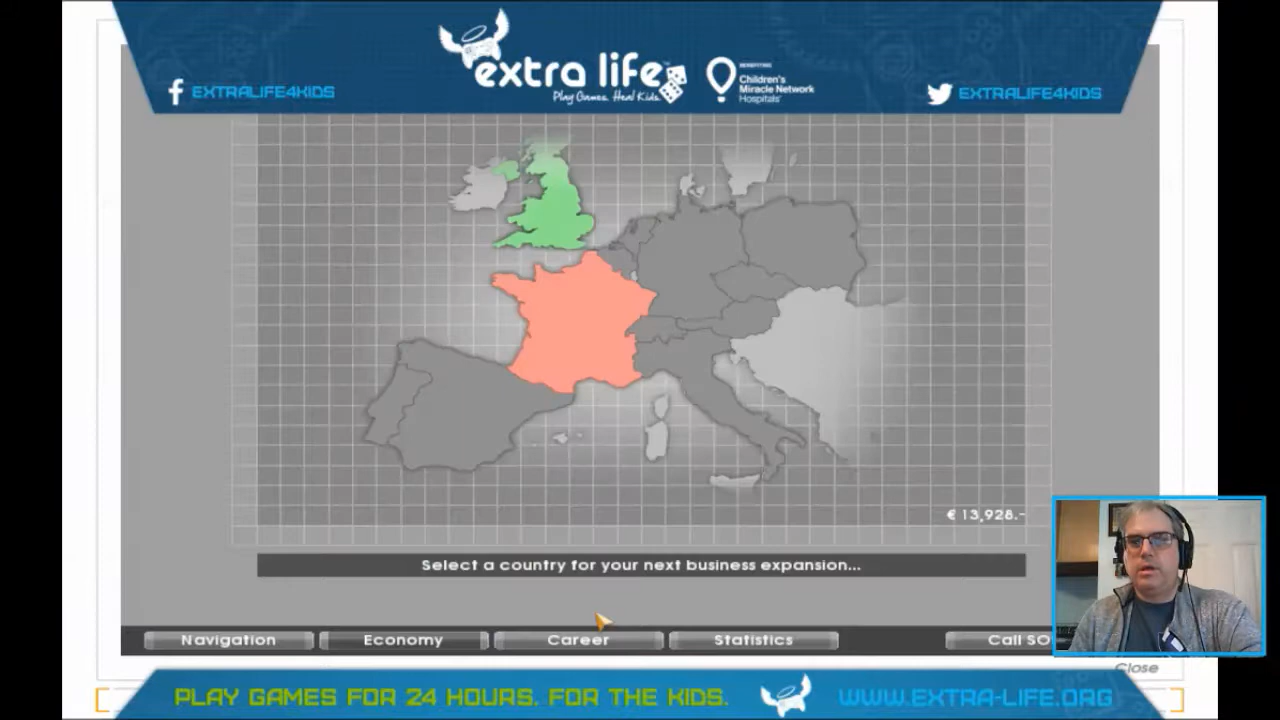 extra life™
Play Games. Heal Kids.
BENEFITING
Children's
Miracle Network
Hospitals®
EXTRALIFE4KIDS
EXTRALIFE4KIDS
€ 13,928.-
Select a country for your next business expansion...
Navigation
Economy
Career
Statistics
Call SO
Close
PLAY GAMES FOR 24 HOURS. FOR THE KIDS.
WWW.EXTRA-LIFE.ORG